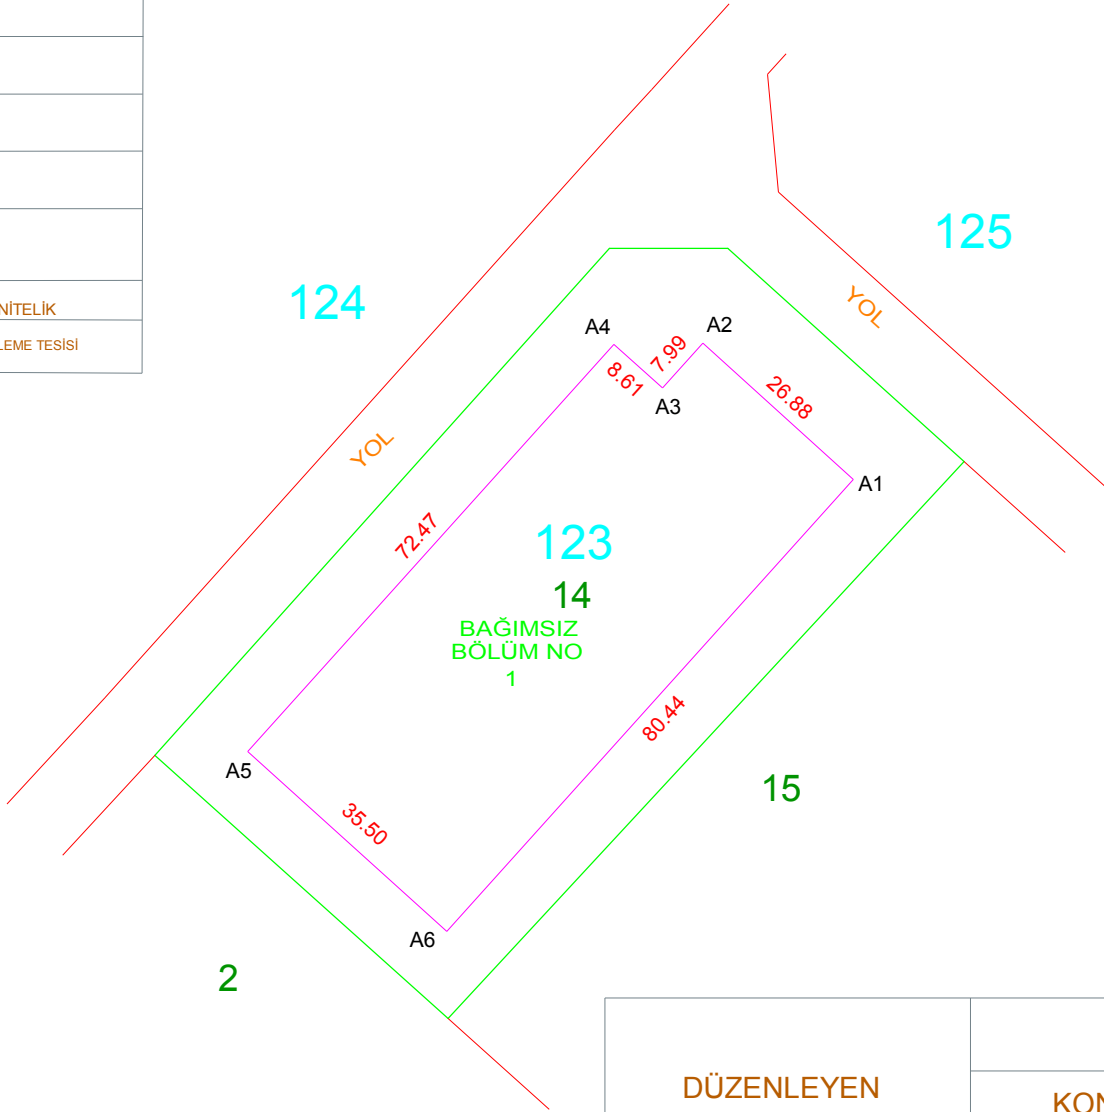 125
YOL
124
NİTELİK
A4
A2
7.99
LEME TESİSİ
8.61
26.88
A3
YOL
A1
72.47
123
14
BAĞIMSIZ
BÖLÜM NO
1
80.44
A5
15
35.50
A6
2
DÜZENLEYEN
KON